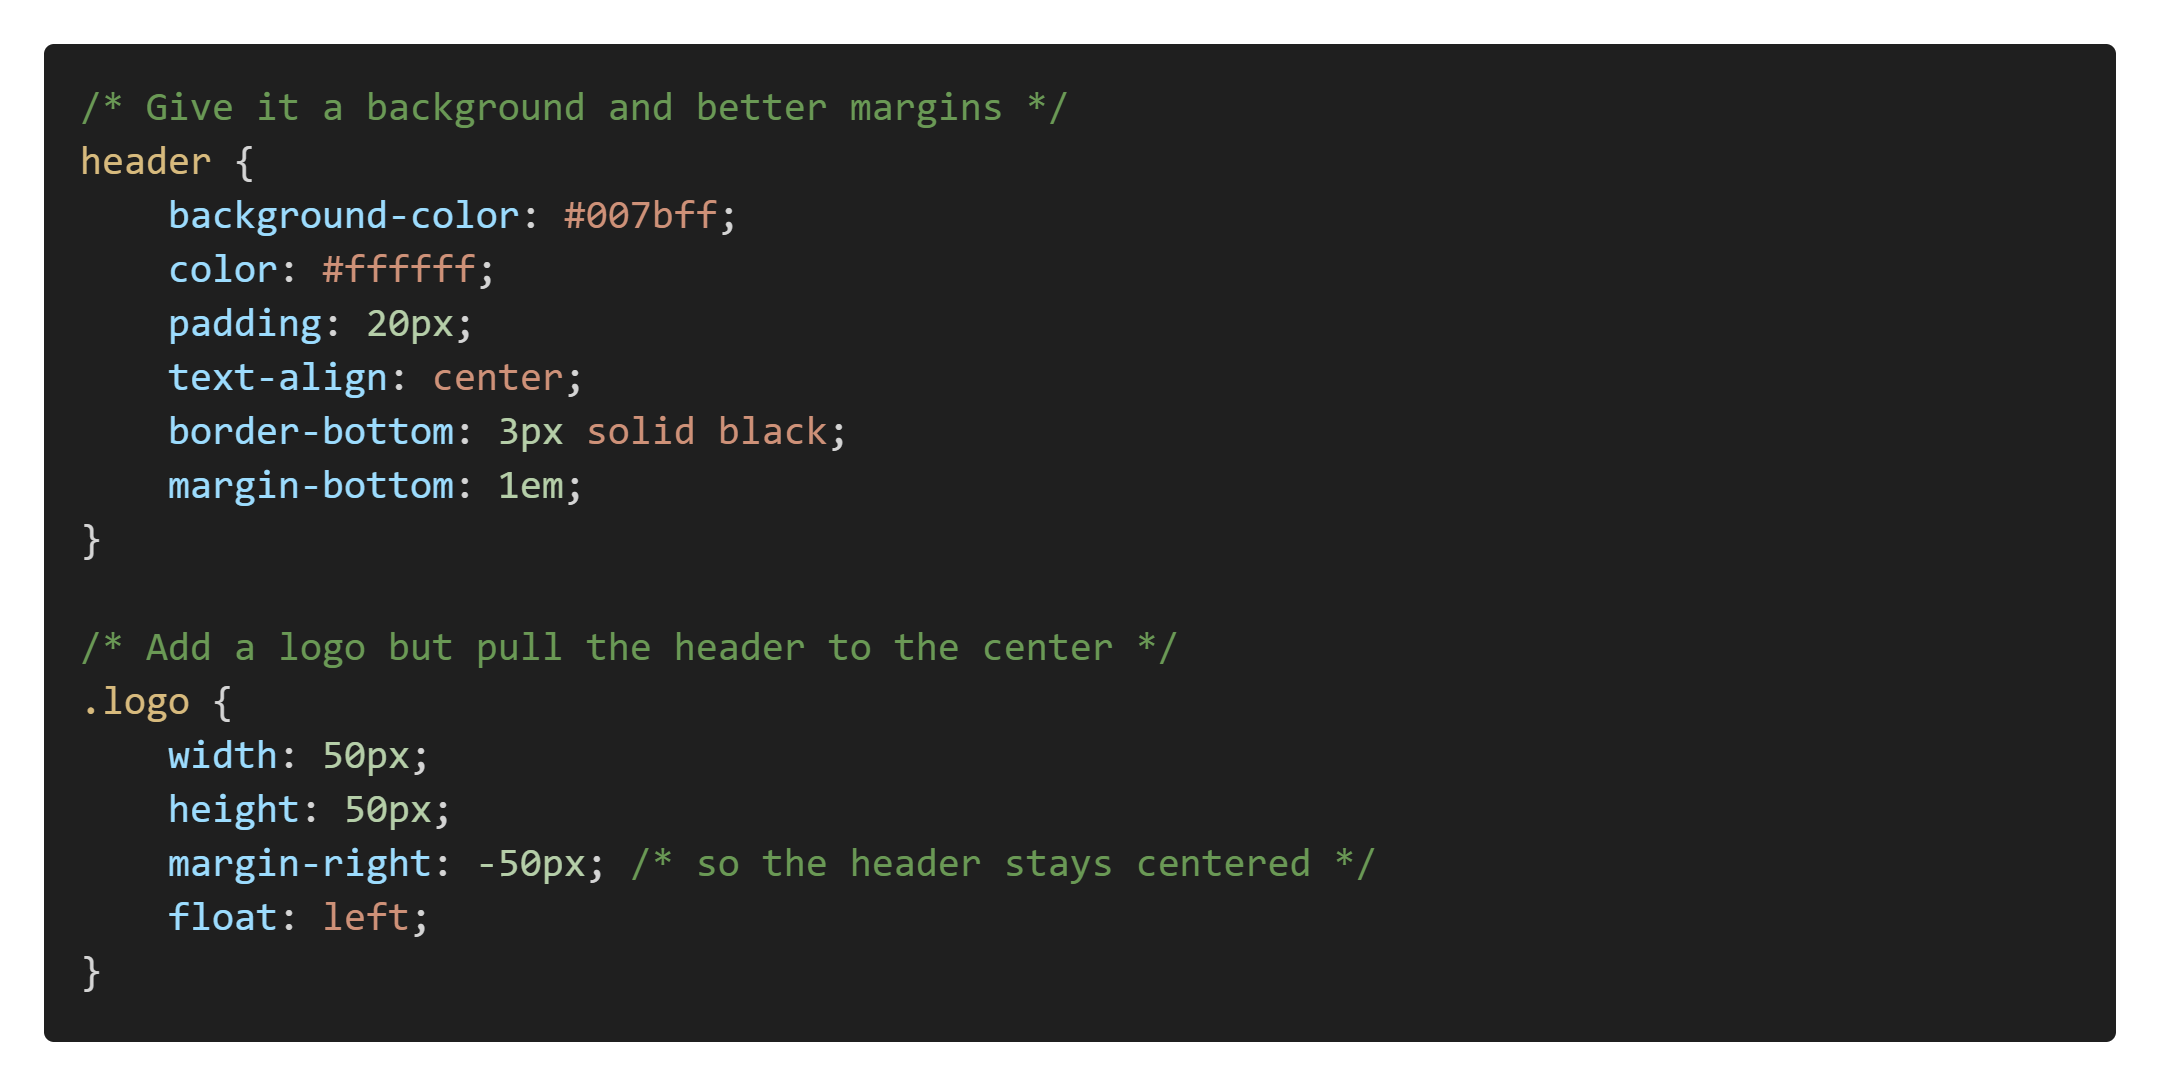 /* Give it a background and better margins */
header {
    background-color: #007bff;
    color: #ffffff;
    padding: 20px;
    text-align: center;
    border-bottom: 3px solid black;
    margin-bottom: 1em;
}

/* Add a logo but pull the header to the center */
.logo {
    width: 50px;
    height: 50px;
    margin-right: -50px; /* so the header stays centered */
    float: left;
}